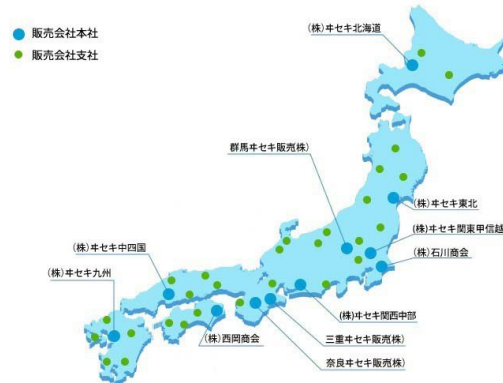 販売会社本社
販売会社支社
(株)ヰセキ北海道
群馬ヰセキ販売株)
(株)ヰセキ東北
(株)ヰセキ関東甲信越
(株)石川商会
(株)ヰセキ中四国
(株)ヰセキ九州
(株)ヰセキ関西中部
(株)西岡商会
三重ヰセキ販売株)
奈良ヰセキ販売株)